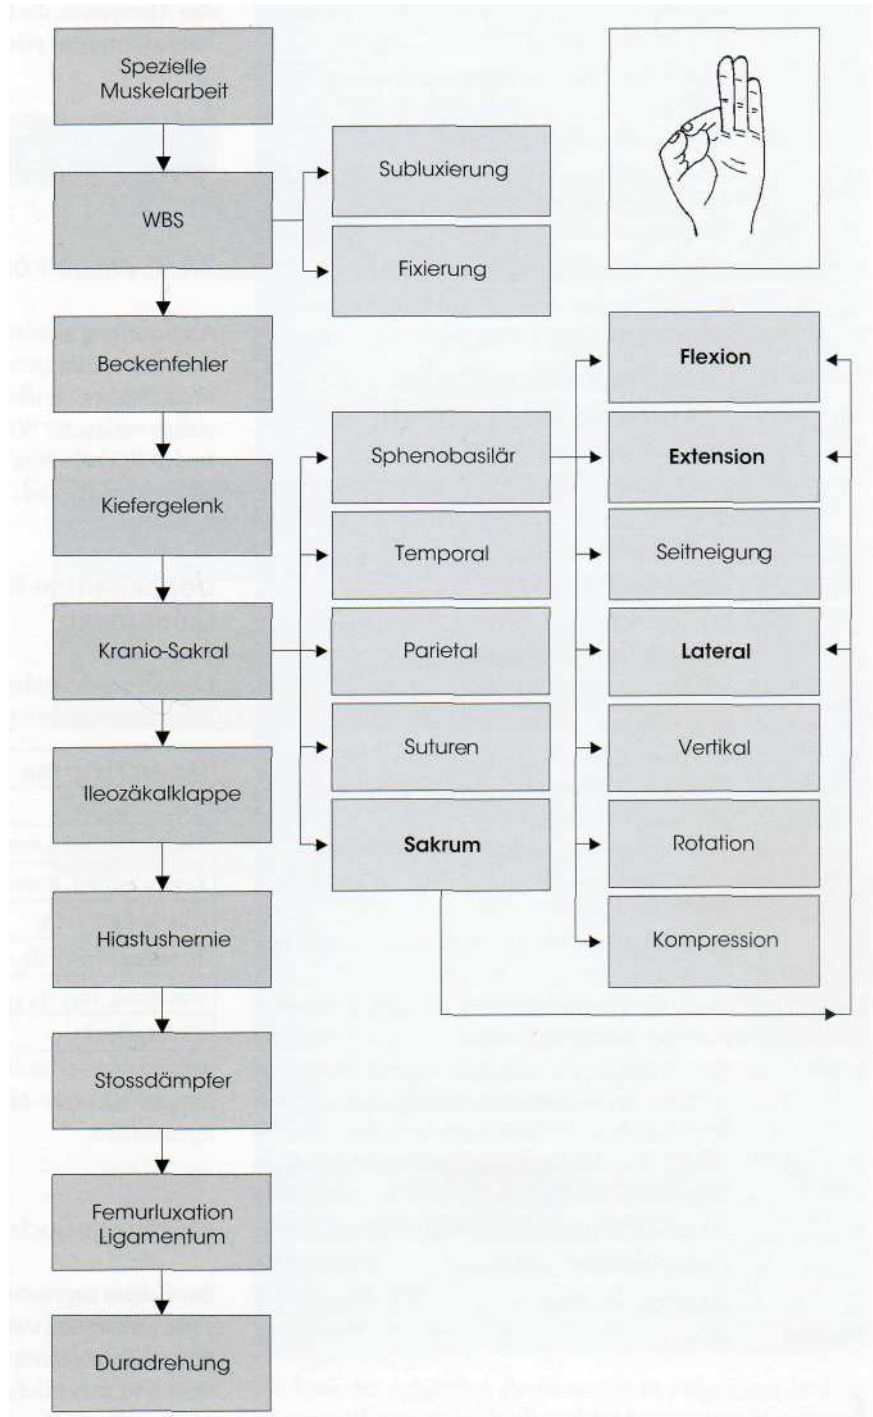 Spezielle
Muskelarbeit
WBS
Subluxierung
Fixierung
Beckenfehler
Kiefergelenk
Kranio-Sakral
Sphenobasilär
Temporal
Parietal
Suturen
Sakrum
Flexion
Extension
Seitneigung
Lateral
Vertikal
Rotation
Kompression
Ileozäkalklappe
Hiastushernie
Stossdämpfer
Femurluxation
Ligamentum
Duradrehung